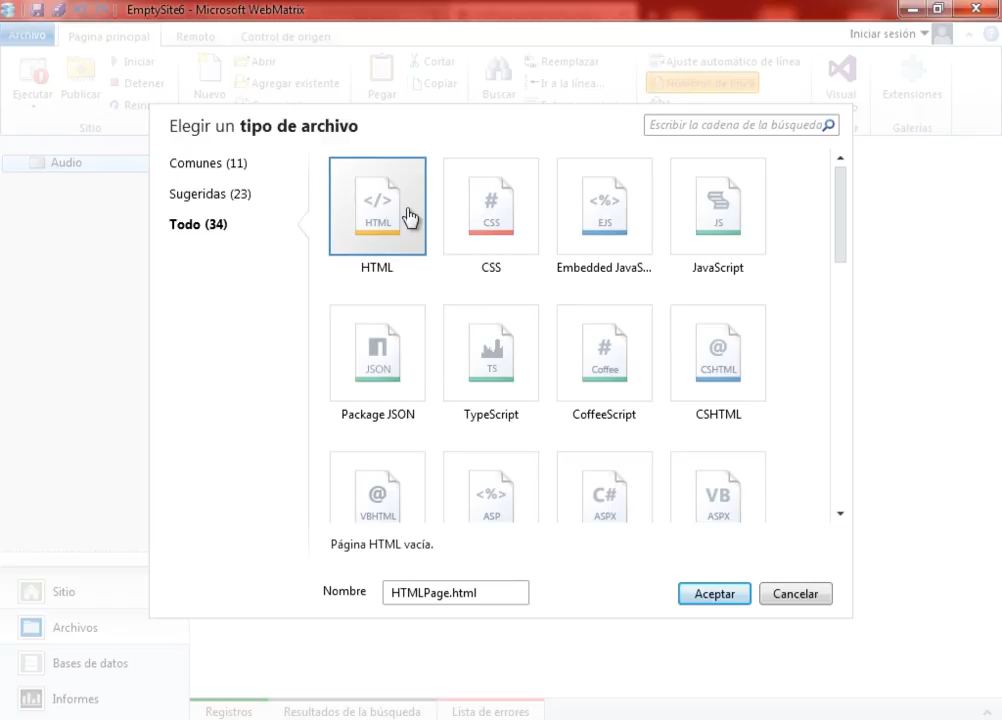 EmptySite6 - Microsoft WebMatrix
Archivo
Página principal
Remoto
Control de origen
Iniciar sesión
Ejecutar
Publicar
Iniciar
Detener
Nuevo
Abrir
Agregar existente
Pegar
Cortar
Copiar
Buscar
Reemplazar
Ir a la línea...
Ajuste automático de línea
Números de línea
Visual
Extensiones
Sitio
Galerías
Audio
Elegir un tipo de archivo
Escribir la cadena de la búsqueda
Comunes (11)
Sugeridas (23)
Todo (34)
</>
HTML
HTML
#
CSS
CSS
<%>
EJS
Embedded JavaS...
JS
JavaScript
JSON
Package JSON
TS
TypeScript
#
Coffee
CoffeeScript
@
CSHTML
CSHTML
@
VBHTML
<%>
ASP
C#
ASPX
VB
ASPX
Página HTML vacía.
Nombre
HTMLPage.html
Aceptar
Cancelar
Sitio
Archivos
Bases de datos
Informes
Registros
Resultados de la búsqueda
Lista de errores